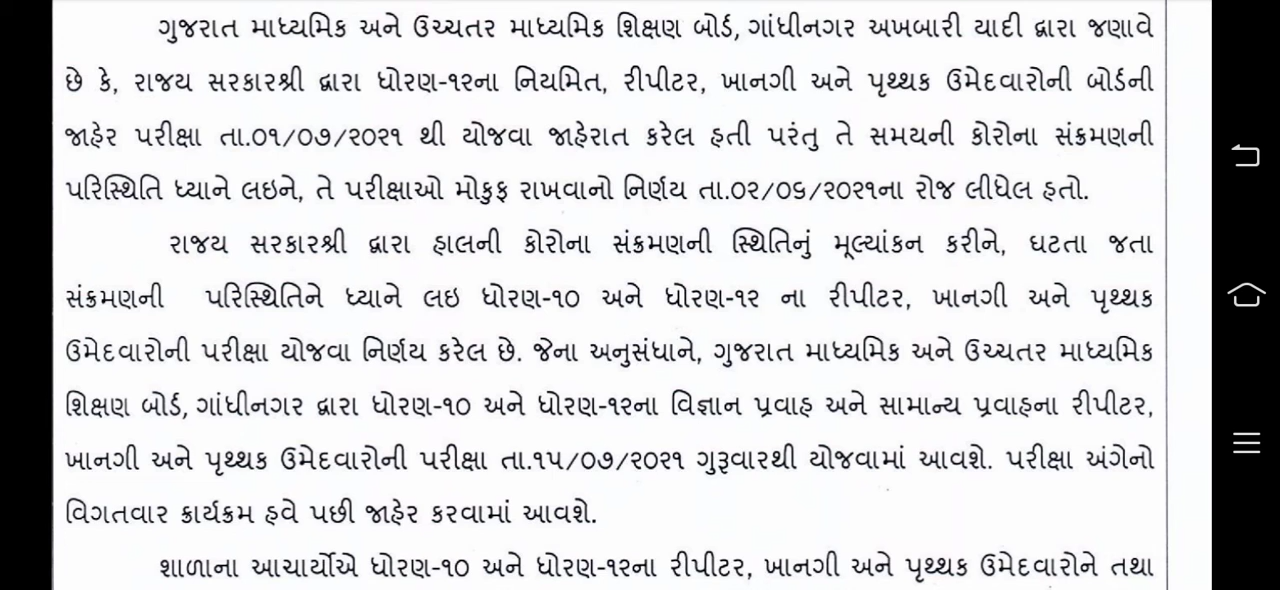 ગુજરાત માધ્યમિક અને ઉચ્ચતર માધ્યમિક શિક્ષણ બોર્ડ, ગાંધીનગર અખબારી યાદી દ્વારા જણાવે
છે કે, રાજય સરકારશ્રી દ્વારા ધોરણ-૧૨ના નિયમિત, રીપીટર, ખાનગી અને પૃથ્થક ઉમેદવારોની બોર્ડની
જાહેર પરીક્ષા તા.૦૧/૦૭/૨૦૨૧ થી યોજવા જાહેરાત કરેલ હતી પરંતુ તે સમયની કોરોના સંક્રમણની
પરિસ્થિતિ ધ્યાને લઇને, તે પરીક્ષાઓ મોકુફ રાખવાનો નિર્ણય તા.૦૨/૦૬/૨૦૨૧ના રોજ લીધેલ હતો.
રાજય સરકારશ્રી દ્વારા હાલની કોરોના સંક્રમણની સ્થિતિનું મૂલ્યાંકન કરીને, ઘટતા જતા
સંક્રમણની પરિસ્થિતિને ધ્યાને લઇ ધોરણ-૧૦ અને ધોરણ-૧૨ ના રીપીટર, ખાનગી અને પૃથ્થક
ઉમેદવારોની પરીક્ષા યોજવા નિર્ણય કરેલ છે. જેના અનુસંધાને, ગુજરાત માધ્યમિક અને ઉચ્ચતર માધ્યમિક
શિક્ષણ બોર્ડ, ગાંધીનગર દ્વારા ધોરણ-૧૦ અને ધોરણ-૧૨ના વિજ્ઞાન પ્રવાહ અને સામાન્ય પ્રવાહના રીપીટર,
ખાનગી અને પૃથ્થક ઉમેદવારોની પરીક્ષા તા.૧૫/૦૭/૨૦૨૧ ગુરૂવારથી યોજવામાં આવશે. પરીક્ષા અંગેનો
વિગતવાર કાર્યક્રમ હવે પછી જાહેર કરવામાં આવશે.
શાળાના આચાર્યોએ ધોરણ-૧૦ અને ધોરણ-૧૨ના રીપીટર, ખાનગી અને પૃથ્થક ઉમેદવારોને તથા